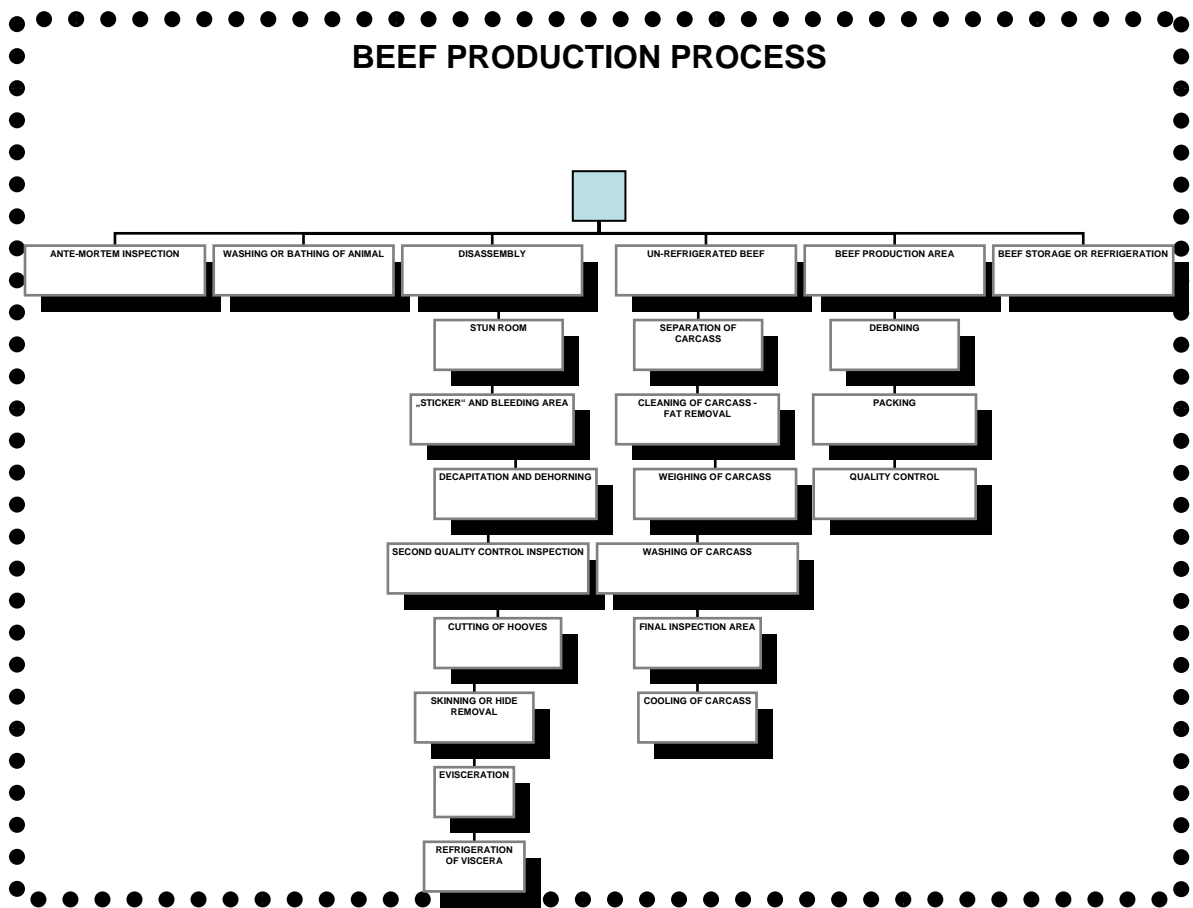 BEEF PRODUCTION PROCESS
ANTE-MORTEM INSPECTION
WASHING OR BATHING OF ANIMAL
DISASSEMBLY
UN-REFRIGERATED BEEF
BEEF PRODUCTION AREA
BEEF STORAGE OR REFRIGERATION
STUN ROOM
„STICKER“ AND BLEEDING AREA
DECAPITATION AND DEHORNING
SECOND QUALITY CONTROL INSPECTION
CUTTING OF HOOVES
SKINNING OR HIDE
REMOVAL
EVISCERATION
REFRIGERATION
OF VISCERA
SEPARATION OF
CARCASS
CLEANING OF CARCASS -
FAT REMOVAL
WEIGHING OF CARCASS
WASHING OF CARCASS
FINAL INSPECTION AREA
COOLING OF CARCASS
DEBONING
PACKING
QUALITY CONTROL